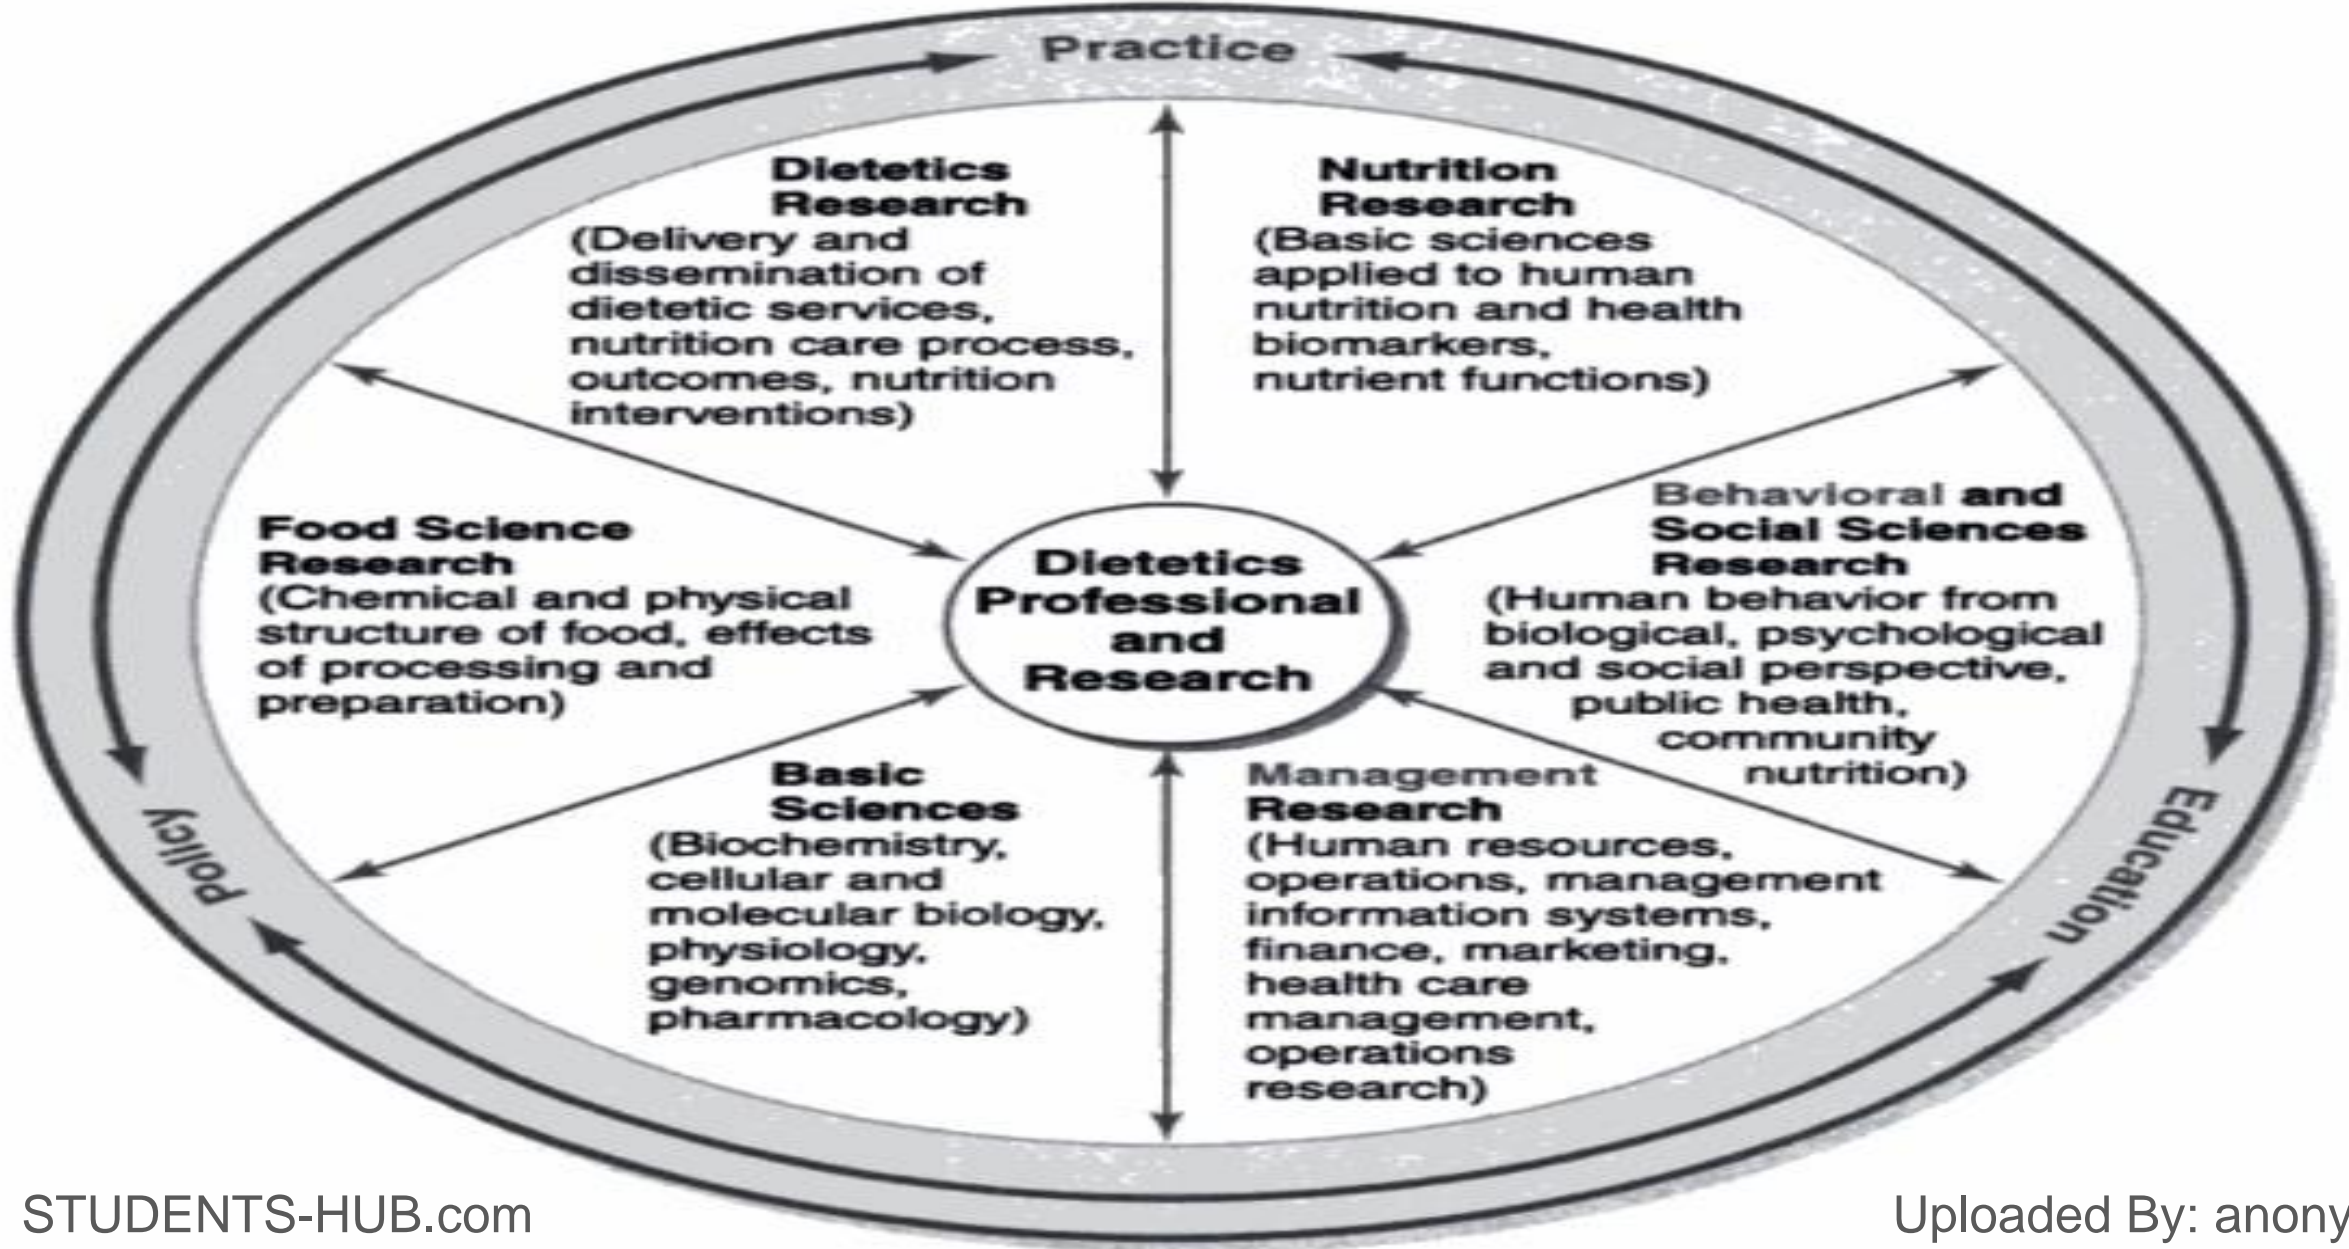 Practice
Dietetics
Research
(Delivery and
dissemination of
dietetic services,
nutrition care process,
outcomes, nutrition
interventions)
Nutrition
Research
(Basic sciences
applied to human
nutrition and health
biomarkers,
nutrient functions)
Food Science
Research
(Chemical and physical
structure of food, effects
of processing and
preparation)
Dietetics
Professional
and
Research
Behavioral and
Social Sciences
Research
(Human behavior from
biological, psychological
and social perspective,
public health,
community
nutrition)
Basic
Sciences
(Biochemistry,
cellular and
molecular biology,
physiology,
genomics,
pharmacology)
Management
Research
(Human resources,
operations, management
information systems,
finance, marketing,
health care
management,
operations
research)
Policy
Education
STUDENTS-HUB.com
Uploaded By: anony